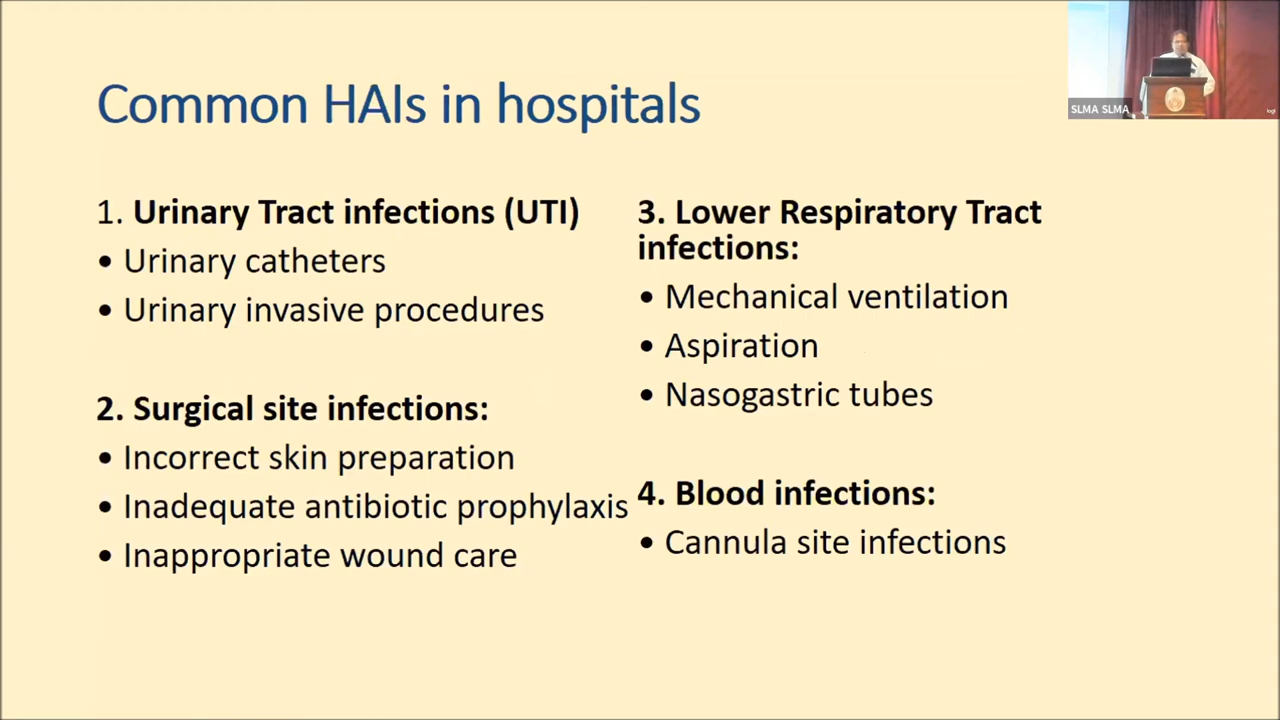 Common HAIs in hospitals
1. Urinary Tract infections (UTI)
• Urinary catheters
• Urinary invasive procedures
2. Surgical site infections:
• Incorrect skin preparation
• Inadequate antibiotic prophylaxis
• Inappropriate wound care
3. Lower Respiratory Tract
infections:
• Mechanical ventilation
• Aspiration
• Nasogastric tubes
4. Blood infections:
• Cannula site infections
SLMA SLMA